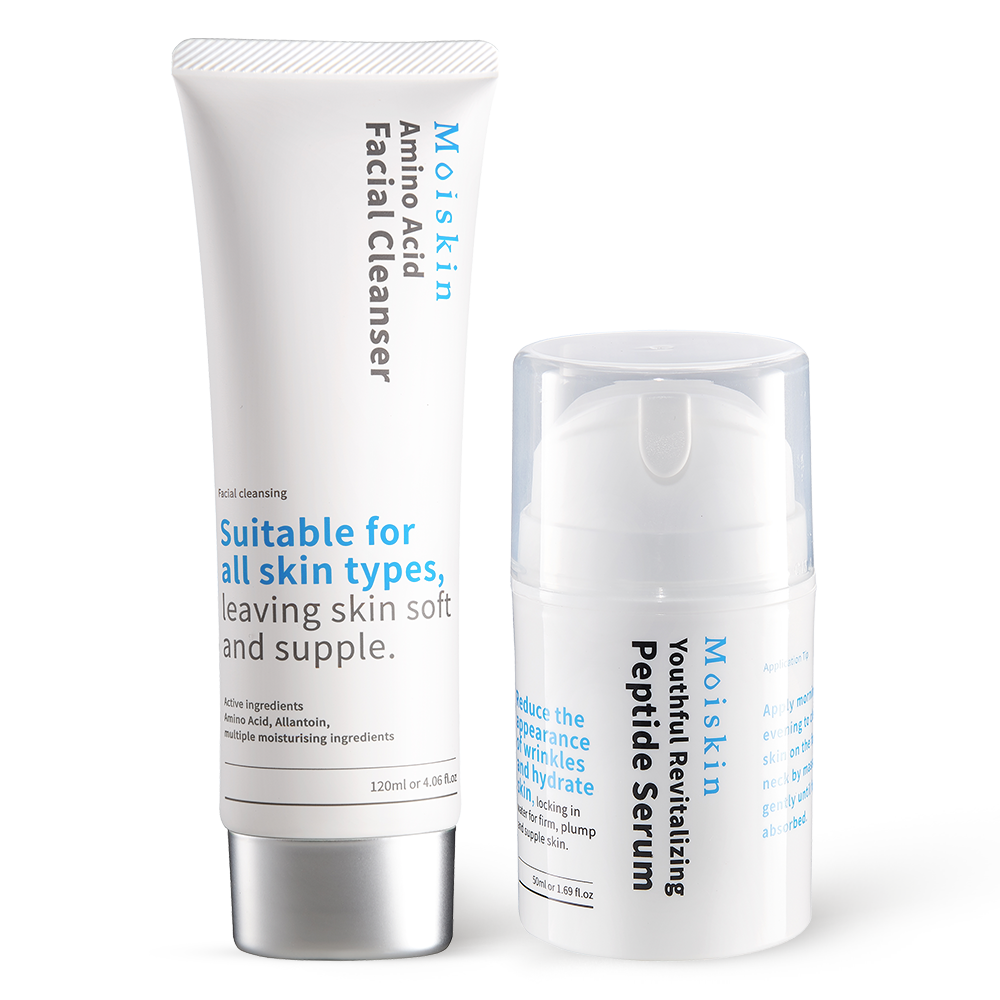 Moiskin
Amino Acid
Facial Cleanser
Facial cleansing
Suitable for
all skin types,
leaving skin soft
and supple.
Active ingredients
Amino Acid, Allantoin,
multiple moisturising ingredients
120ml or 4.06 fl.oz
Moiskin
Youthful Revitalizing
Peptide Serum
Reduce the
appearance
of wrinkles
and hydrate
skin, locking in
water for firm, plump
and supple skin.
50ml or 1.69 fl.oz
Application Tip
Apply
evening to
skin on the
neck by
gently until
absorbed.